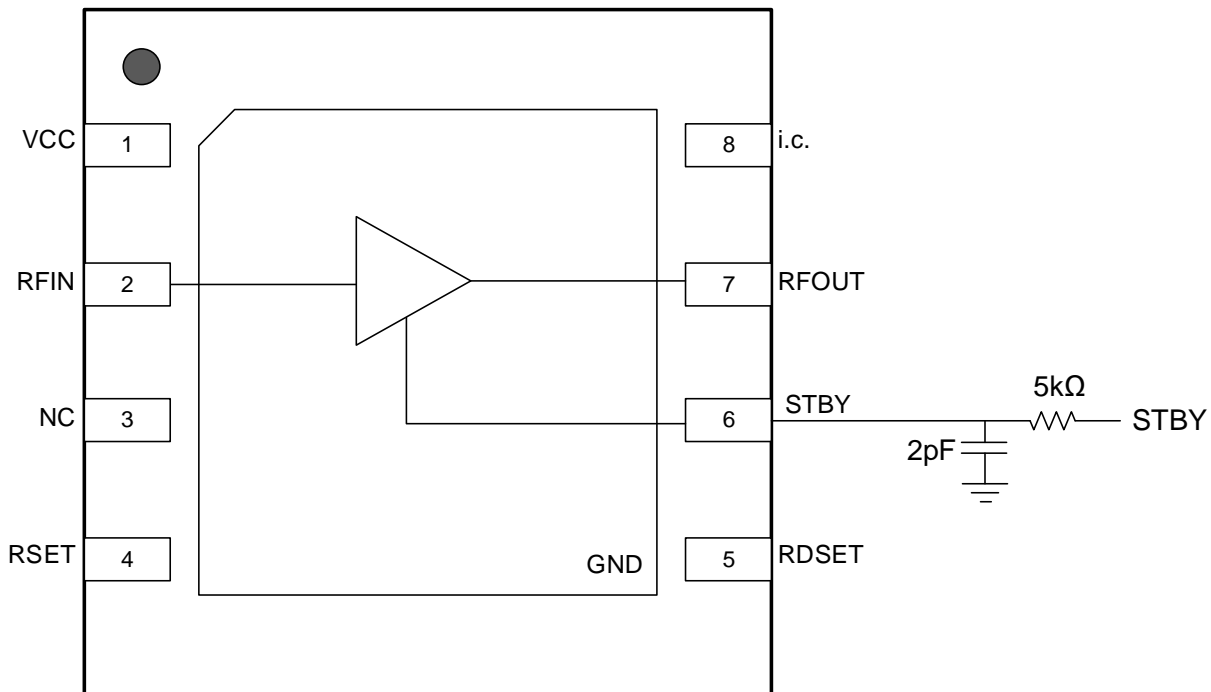 VCC
1
8
i.c.
RFIN
2
7
RFOUT
NC
3
6
STBY
5kΩ
STBY
2pF
RSET
4
GND
5
RDSET